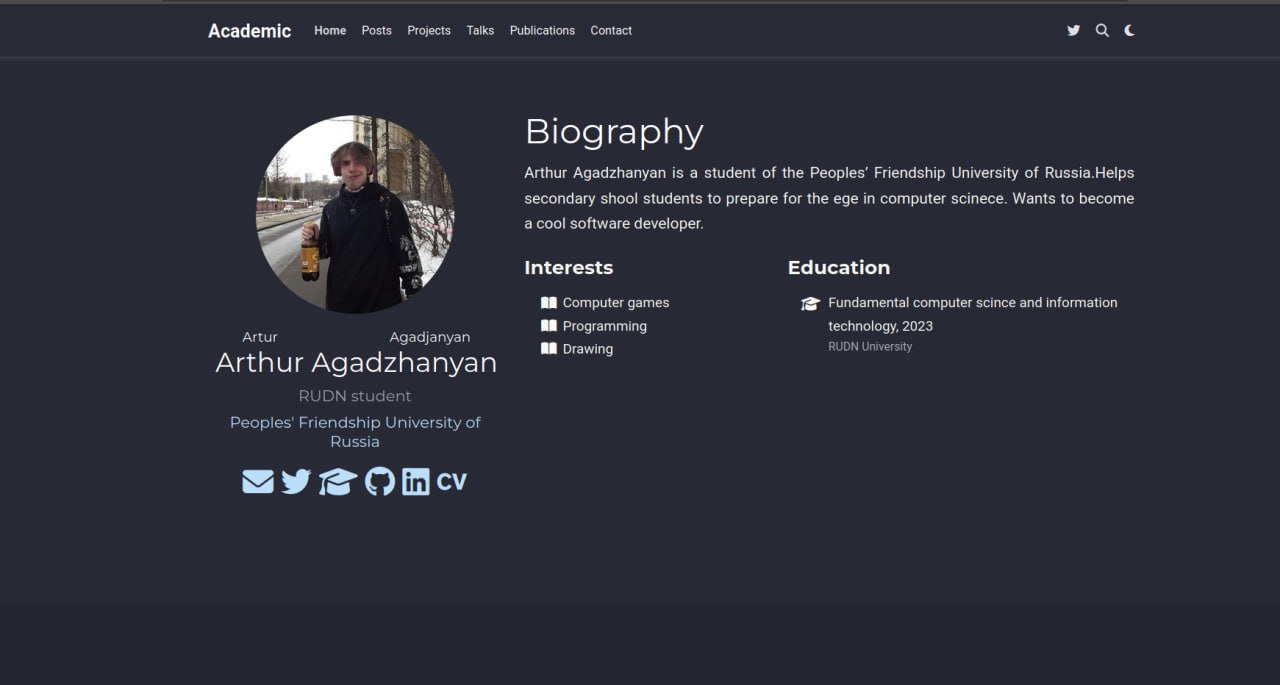 Academic Home Posts Projects Talks Publications Contact
Artur Agadjanyan
Arthur Agadzhanyan
RUDN student
Peoples' Friendship University of
Russia
CV
Biography
Arthur Agadzhanyan is a student of the Peoples’ Friendship University of Russia.Helps
secondary shool students to prepare for the ege in computer scinece. Wants to become
a cool software developer.
Interests
Computer games
Programming
Drawing
Education
Fundamental computer scince and information
technology, 2023
RUDN University